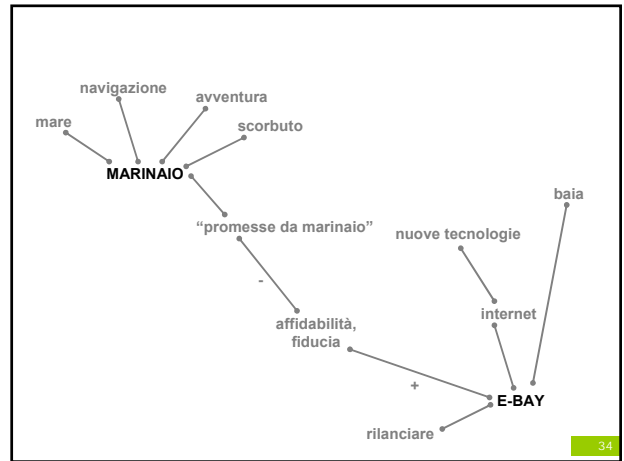 navigazione
avventura
mare
scorbuto
MARINAIO
baia
“promesse da marinaio”
nuove tecnologie
-
internet
affidabilità,
fiducia
+
E-BAY
rilanciare
34